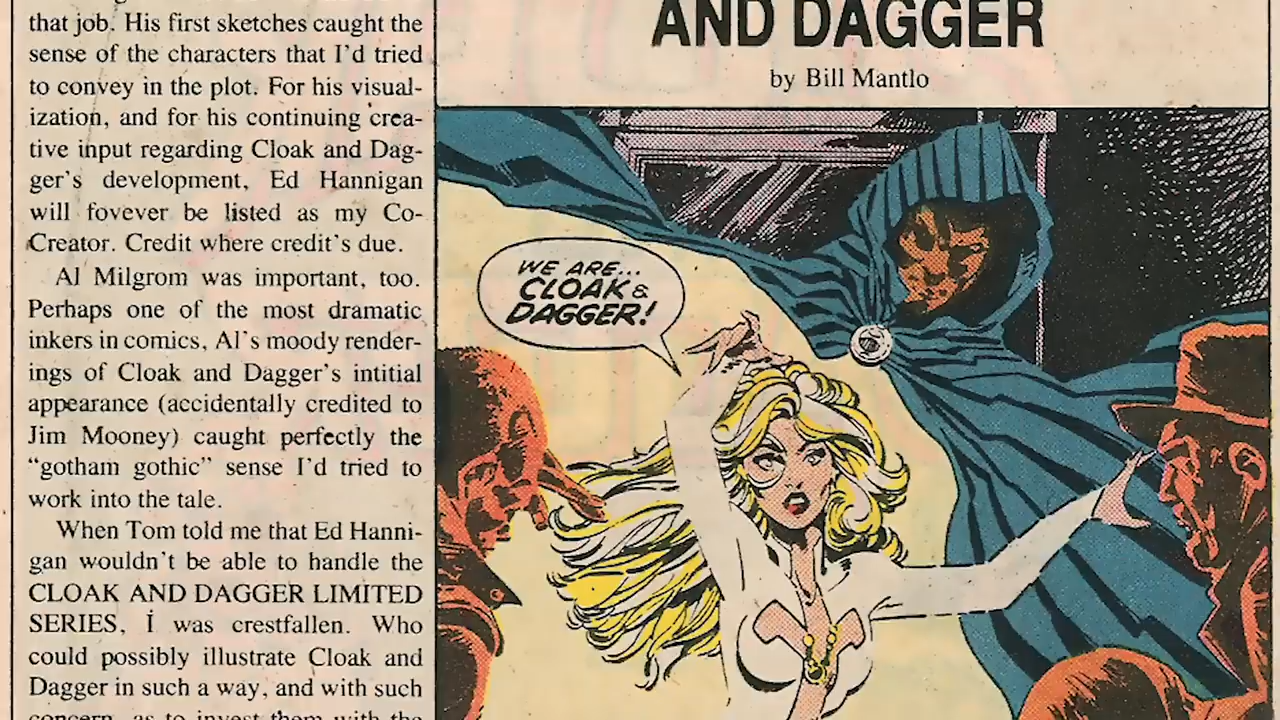 that job. His first sketches caught the
sense of the characters that I'd tried
to convey in the plot. For his visual-
ization, and for his continuing crea-
tive input regarding Cloak and Dag-
ger's development, Ed Hannigan
will fovever be listed as my Co-
Creator. Credit where credit's due.
Al Milgrom was important, too.
Perhaps one of the most dramatic
inkers in comics, Al's moody render-
ings of Cloak and Dagger's intitial
appearance (accidentally credited to
Jim Mooney) caught perfectly the
"gotham gothic" sense I'd tried to
work into the tale.
When Tom told me that Ed Hanni-
gan wouldn't be able to handle the
CLOAK AND DAGGER LIMITED
SERIES, I was crestfallen. Who
could possibly illustrate Cloak and
Dagger in such a way, and with such
concern, as to invest them with the
AND DAGGER
by Bill Mantlo
WE ARE...
CLOAK &
DAGGER!